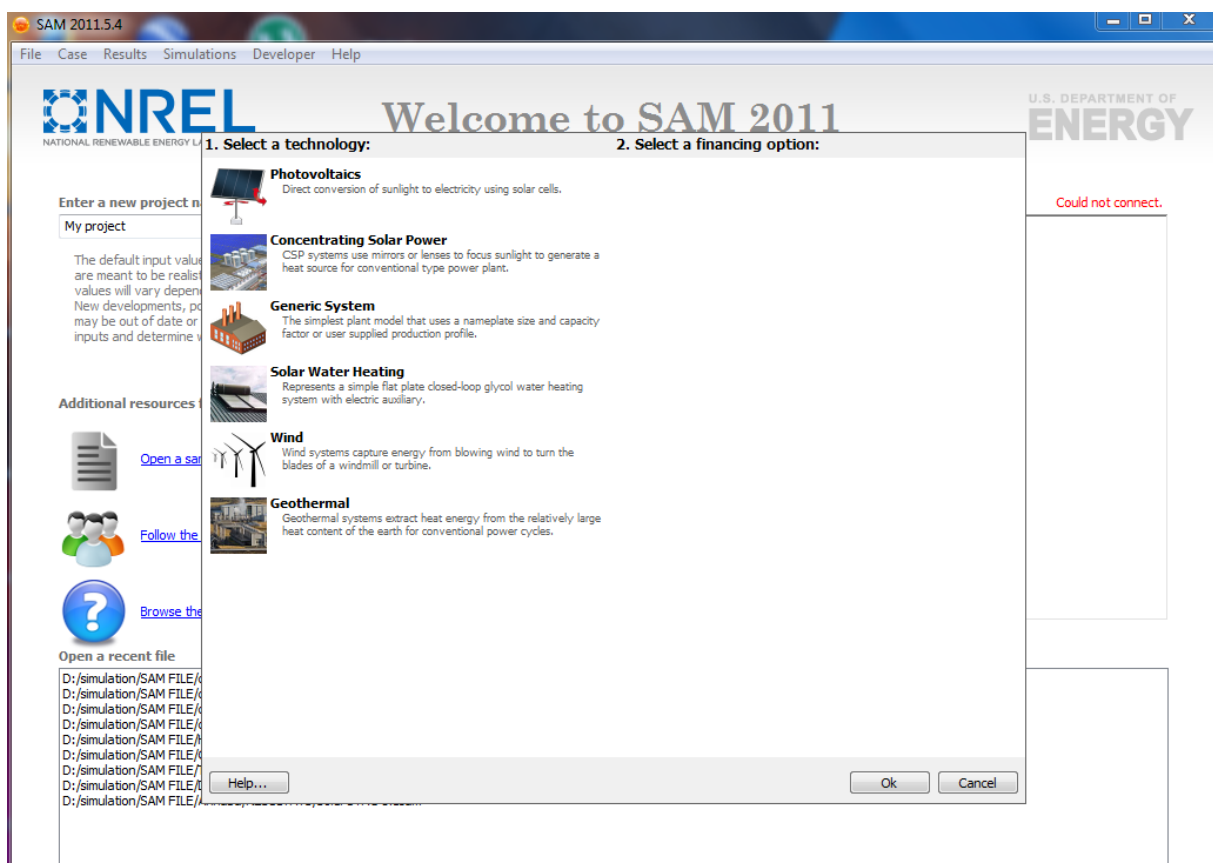 SAM 2011.5.4
File Case Results Simulations Developer Help
NREL
NATIONAL RENEWABLE ENERGY
Welcome to SAM 2011
U.S. DEPARTMENT OF
ENERGY
1. Select a technology:
2. Select a financing option:
Photovoltaics
Direct conversion of sunlight to electricity using solar cells.
Enter a new project
Could not connect.
My project
Concentrating Solar Power
CSP systems use mirrors or lenses to focus sunlight to generate a
heat source for conventional type power plant.
The default input value
are meant to be realist
values will vary depen
New developments, po
may be out of date or
inputs and determine
Generic System
The simplest plant model that uses a nameplate size and capacity
factor or user supplied production profile.
Solar Water Heating
Represents a simple flat plate closed-loop glycol water heating
system with electric auxiliary.
Additional resources
Wind
Wind systems capture energy from blowing wind to turn the
blades of a windmill or turbine.
Open a sa
Geothermal
Geothermal systems extract heat energy from the relatively large
heat content of the earth for conventional power cycles.
Follow the
Browse the
Open a recent file
D:/simulation/SAM FILE/
D:/simulation/SAM FILE/
D:/simulation/SAM FILE/
D:/simulation/SAM FILE/
D:/simulation/SAM FILE/
D:/simulation/SAM FILE/
D:/simulation/SAM FILE/
D:/simulation/SAM FILE/
D:/simulation/SAM FILE/
Help...
Ok
Cancel